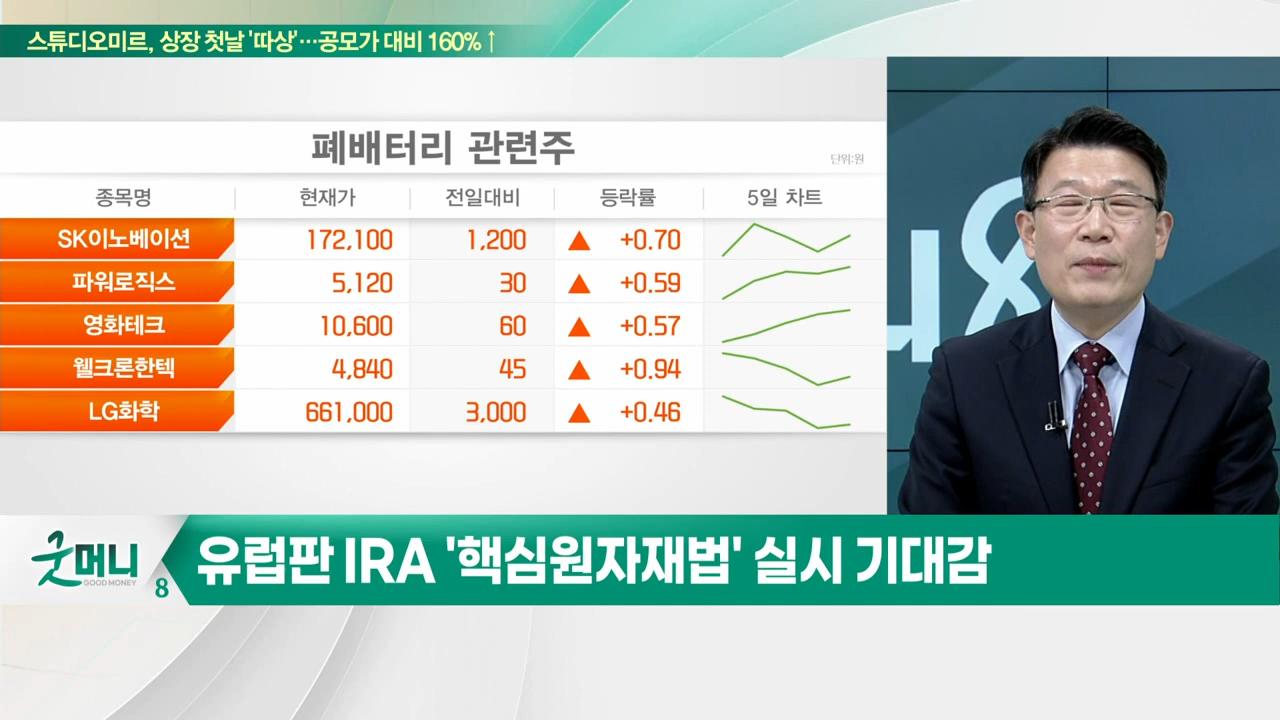 스튜디오미르, 상장 첫날 '따상'…공모가 대비 160%↑
폐배터리 관련주
단위:원
종목명 현재가 전일대비 등락률 5일 차트
SK이노베이션 172,100 1,200 ▲ +0.70
파워로직스 5,120 30 ▲ +0.59
영화테크 10,600 60 ▲ +0.57
웰크론한텍 4,840 45 ▲ +0.94
LG화학 661,000 3,000 ▲ +0.46
굿머니
GOOD MONEY
8
유럽판 IRA '핵심원자재법' 실시 기대감